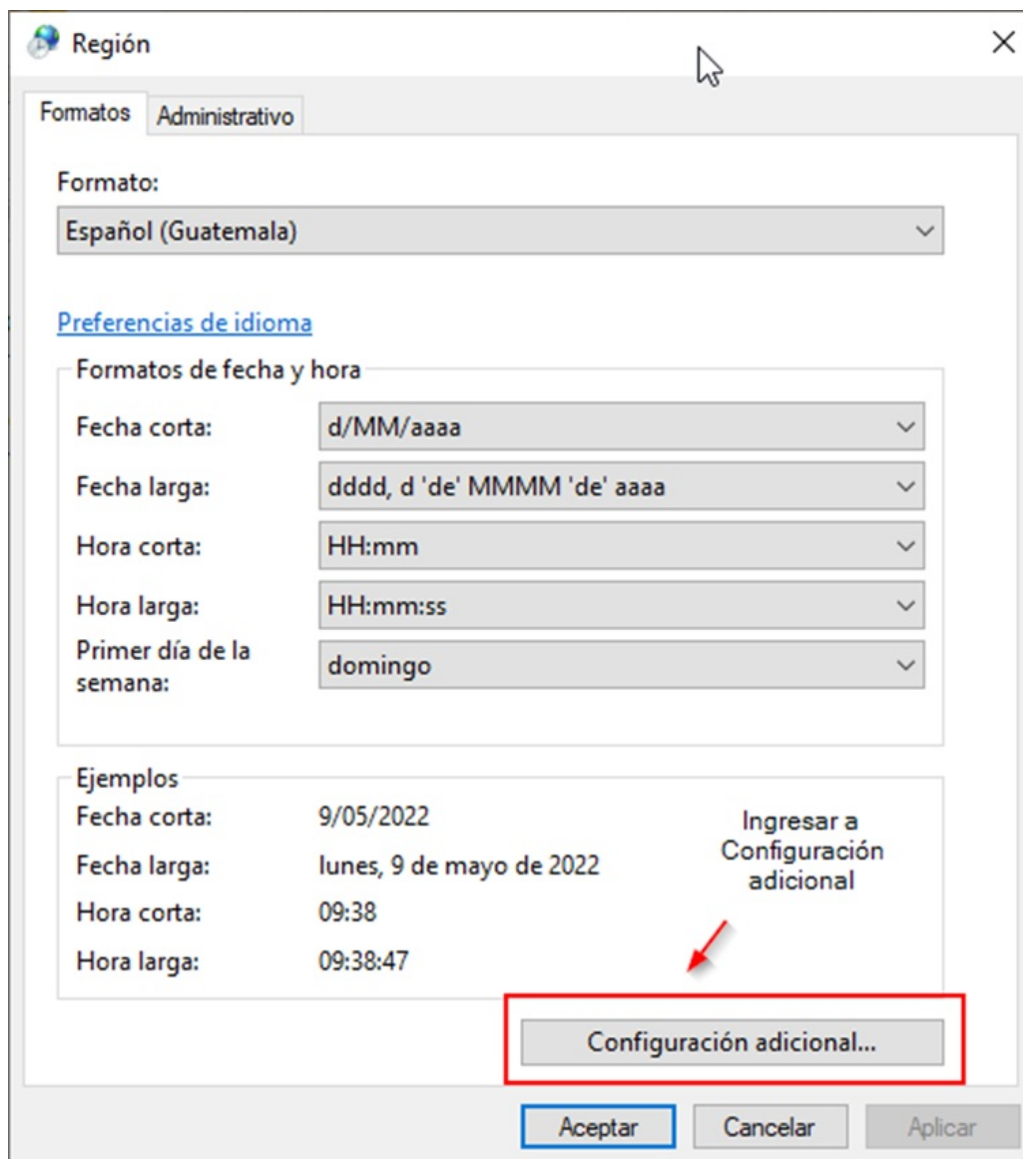 Región
Formatos Administrativo
Formato:
Español (Guatemala)
Preferencias de idioma
Formatos de fecha y hora
Fecha corta: d/MM/aaaa
Fecha larga: dddd, d 'de' MMMM 'de' aaaa
Hora corta: HH:mm
Hora larga: HH:mm:ss
Primer día de la
semana: domingo
Ejemplos
Fecha corta: 9/05/2022
Fecha larga: lunes, 9 de mayo de 2022
Hora corta: 09:38
Hora larga: 09:38:47
Ingresar a
Configuración
adicional
Configuración adicional...
Aceptar Cancelar Aplicar